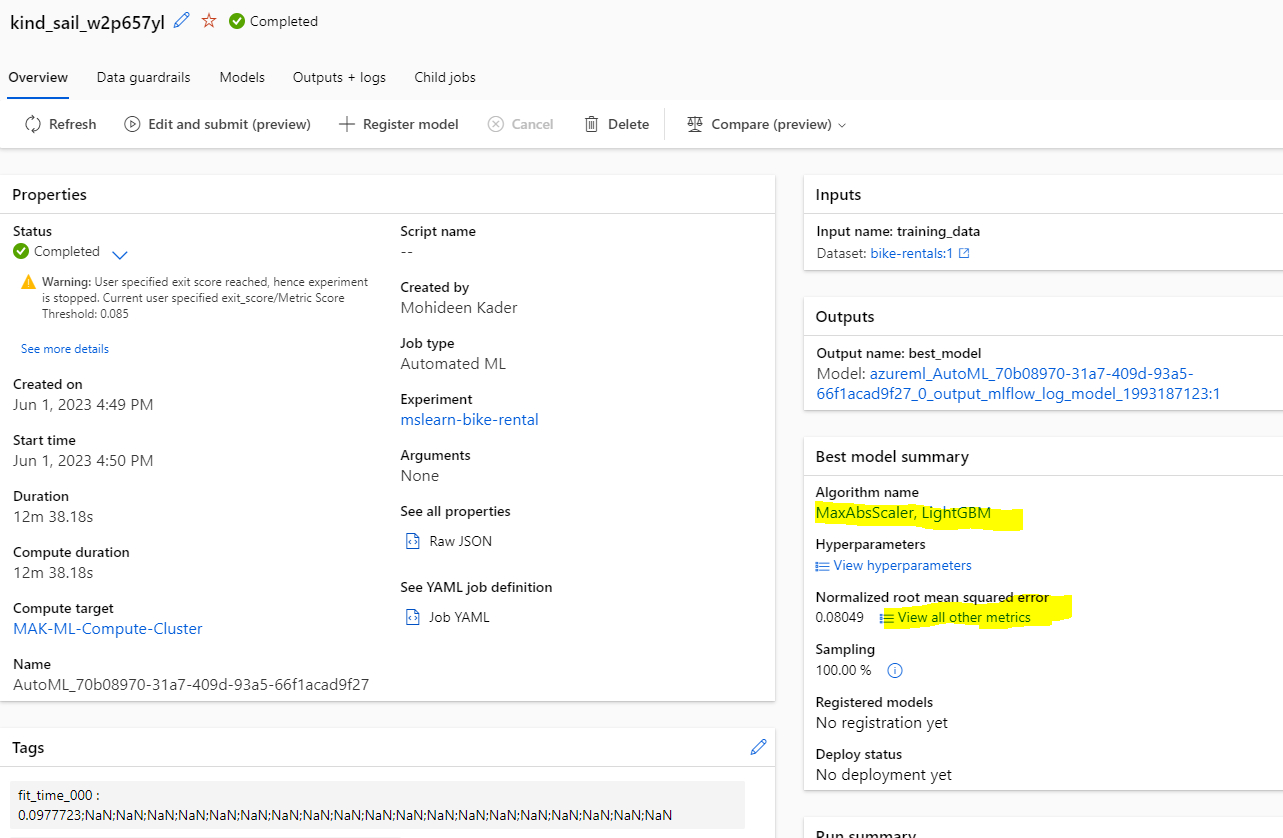 kind_sail_w2p657yl Completed
Overview Data guardrails Models Outputs + logs Child jobs
Refresh Edit and submit (preview) Register model Cancel Delete Compare (preview)
Properties
Status
Completed
Warning: User specified exit score reached, hence experiment
is stopped. Current user specified exit_score/Metric Score
Threshold: 0.085
See more details
Created on
Jun 1, 2023 4:49 PM
Start time
Jun 1, 2023 4:50 PM
Duration
12m 38.18s
Compute duration
12m 38.18s
Compute target
MAK-ML-Compute-Cluster
Name
AutoML_70b08970-31a7-409d-93a5-66f1acad9f27
Script name
--
Created by
Mohideen Kader
Job type
Automated ML
Experiment
mslearn-bike-rental
Arguments
None
See all properties
Raw JSON
See YAML job definition
Job YAML
Tags
fit_time_000 :
0.0977723;NaN;NaN;NaN;NaN;NaN;NaN;NaN;NaN;NaN;NaN;NaN;NaN;NaN;NaN;NaN;NaN;NaN;NaN;NaN
Inputs
Input name: training_data
Dataset: bike-rentals:1
Outputs
Output name: best_model
Model: azureml_AutoML_70b08970-31a7-409d-93a5-
66f1acad9f27_0_output_mlflow_log_model_1993187123:1
Best model summary
Algorithm name
MaxAbsScaler, LightGBM
Hyperparameters
View hyperparameters
Normalized root mean squared error
0.08049 View all other metrics
Sampling
100.00 %
Registered models
No registration yet
Deploy status
No deployment yet
Run summary